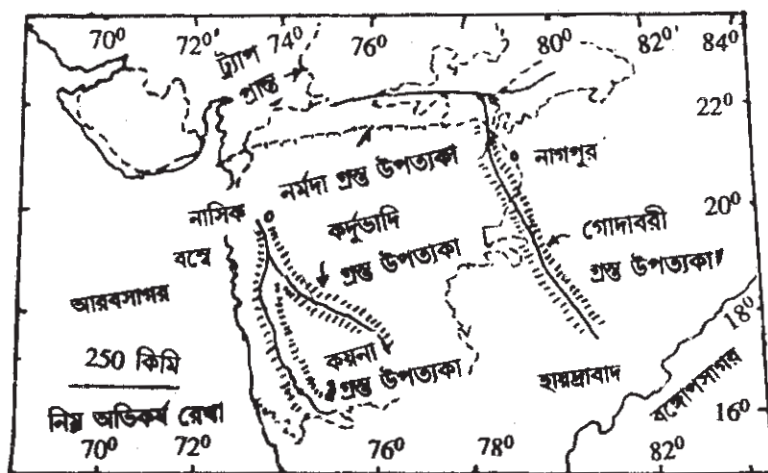 70⁰ 72⁰ 74⁰ 76⁰ 80⁰ 82⁰ 84⁰
ট্র্যাপ
প্রান্ত
22⁰
নাগপুর
নর্মদা গ্রস্ত উপত্যকা
নাসিক
কর্দুভাদি
20⁰
গোদাবরী
বম্বে
গ্রস্ত উপত্যকা
গ্রস্ত উপত্যকা
আরবসাগর
18⁰
250 কিমি
কয়না
গ্রস্ত উপত্যকা
হায়দ্রাবাদ
বঙ্গোপসাগর
নিম্ন অভিকর্ষ রেখা
16⁰
70⁰ 72⁰ 73⁰ 76⁰ 78⁰ 82⁰